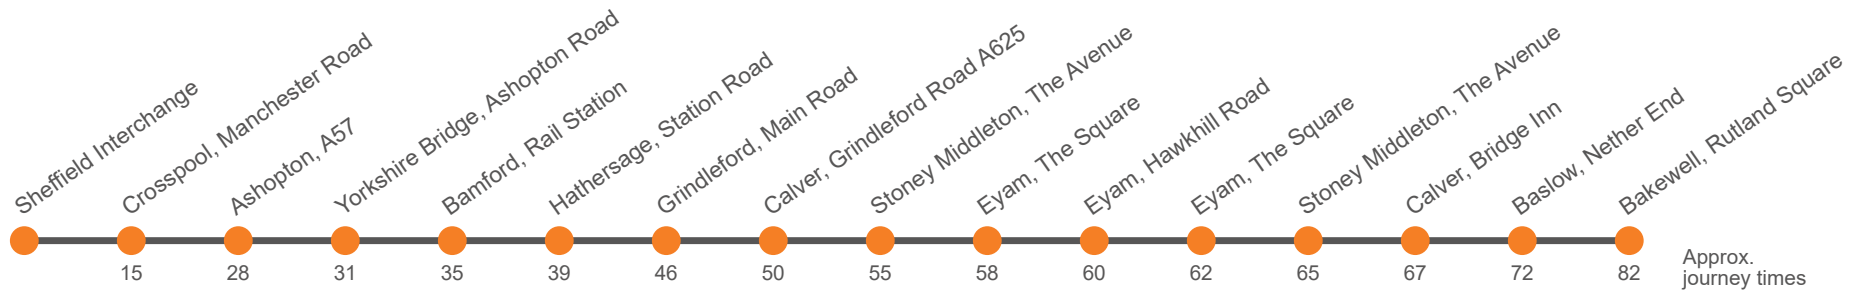 Sheffield Interchange
Crosspool, Manchester Road
Ashopton, A57
Yorkshire Bridge, Ashopton Road
Bamford, Rail Station
Hathersage, Station Road
Grindleford, Main Road
Calver, Grindleford Road A625
Stoney Middleton, The Avenue
Eyam, The Square
Eyam, Hawkhill Road
Eyam, The Square
Stoney Middleton, The Avenue
Calver, Bridge Inn
Baslow, Nether End
Bakewell, Rutland Square
15 28 31 35 39 46 50 55 58 60 62 65 67 72 82
Approx.
journey times